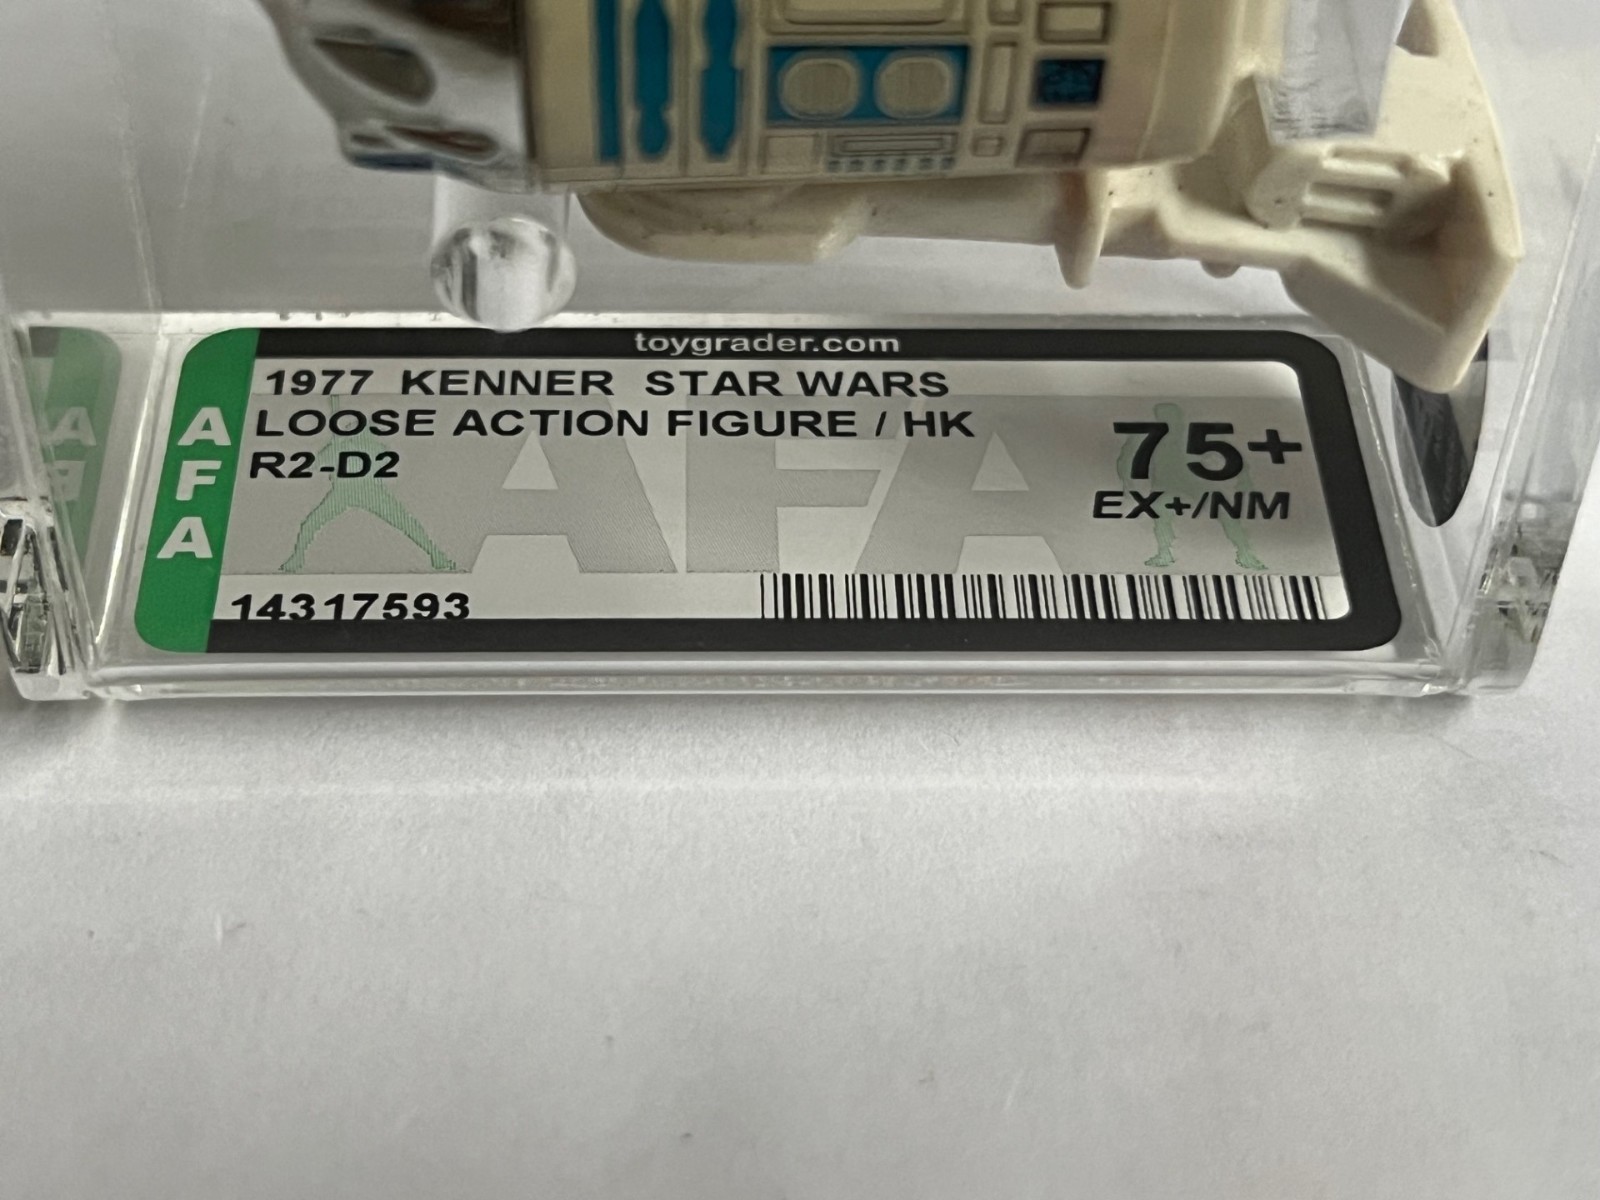 toygrader.com
1977 KENNER STAR WARS
LOOSE ACTION FIGURE / HK
R2-D2
75+
EX+/NM
AFA
AFA
14317593